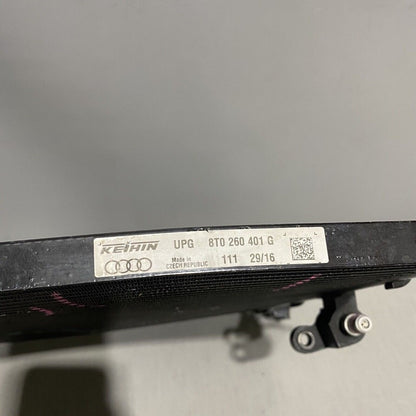 KEIHIN UPG 8T0 260 401 G
Made in
CZECH REPUBLIC 111 29/16